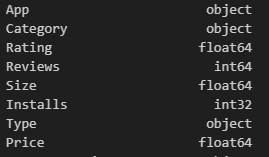 App object
Category object
Rating float64
Reviews int64
Size float64
Installs int32
Type object
Price float64